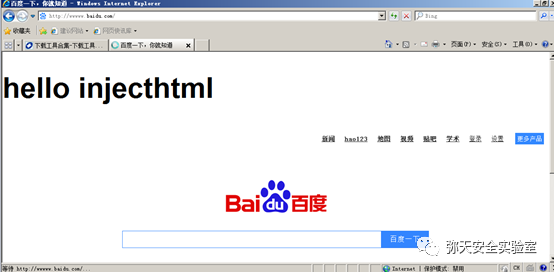 百度一下,你就知道 - Windows Internet Explorer
http://www.baidu.com/
Bing
收藏夹 建议网站 网页快讯库
下载工具合集-下载工具... 百度一下,你就知道 页面(P) 安全(S) 工具(O)
hello injecthtml
新闻 hao123 地图 视频 贴吧 学术 登录 设置 更多产品
Bai du 百度
百度一下
弥天安全实验室
等待 http://www.baidu.com/... Internet | 保护模式: 禁用